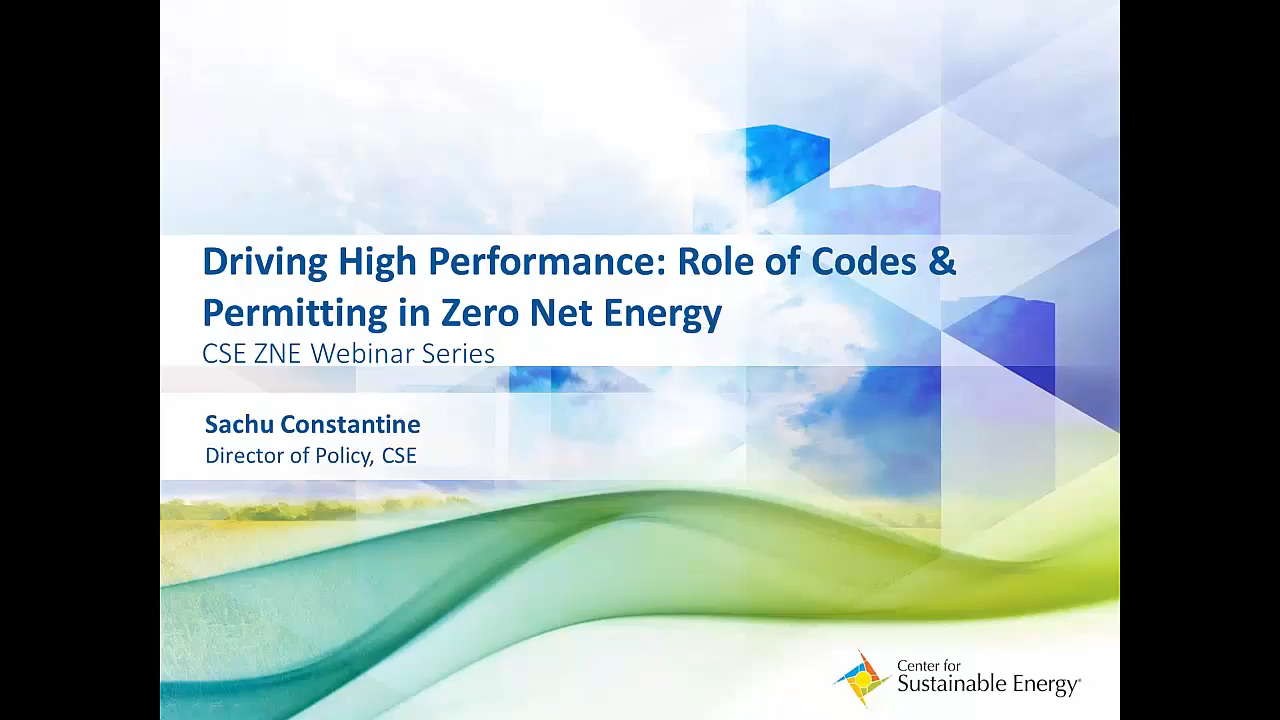 Driving High Performance: Role of Codes &
Permitting in Zero Net Energy
CSE ZNE Webinar Series
Sachu Constantine
Director of Policy, CSE
Center for
Sustainable Energy®